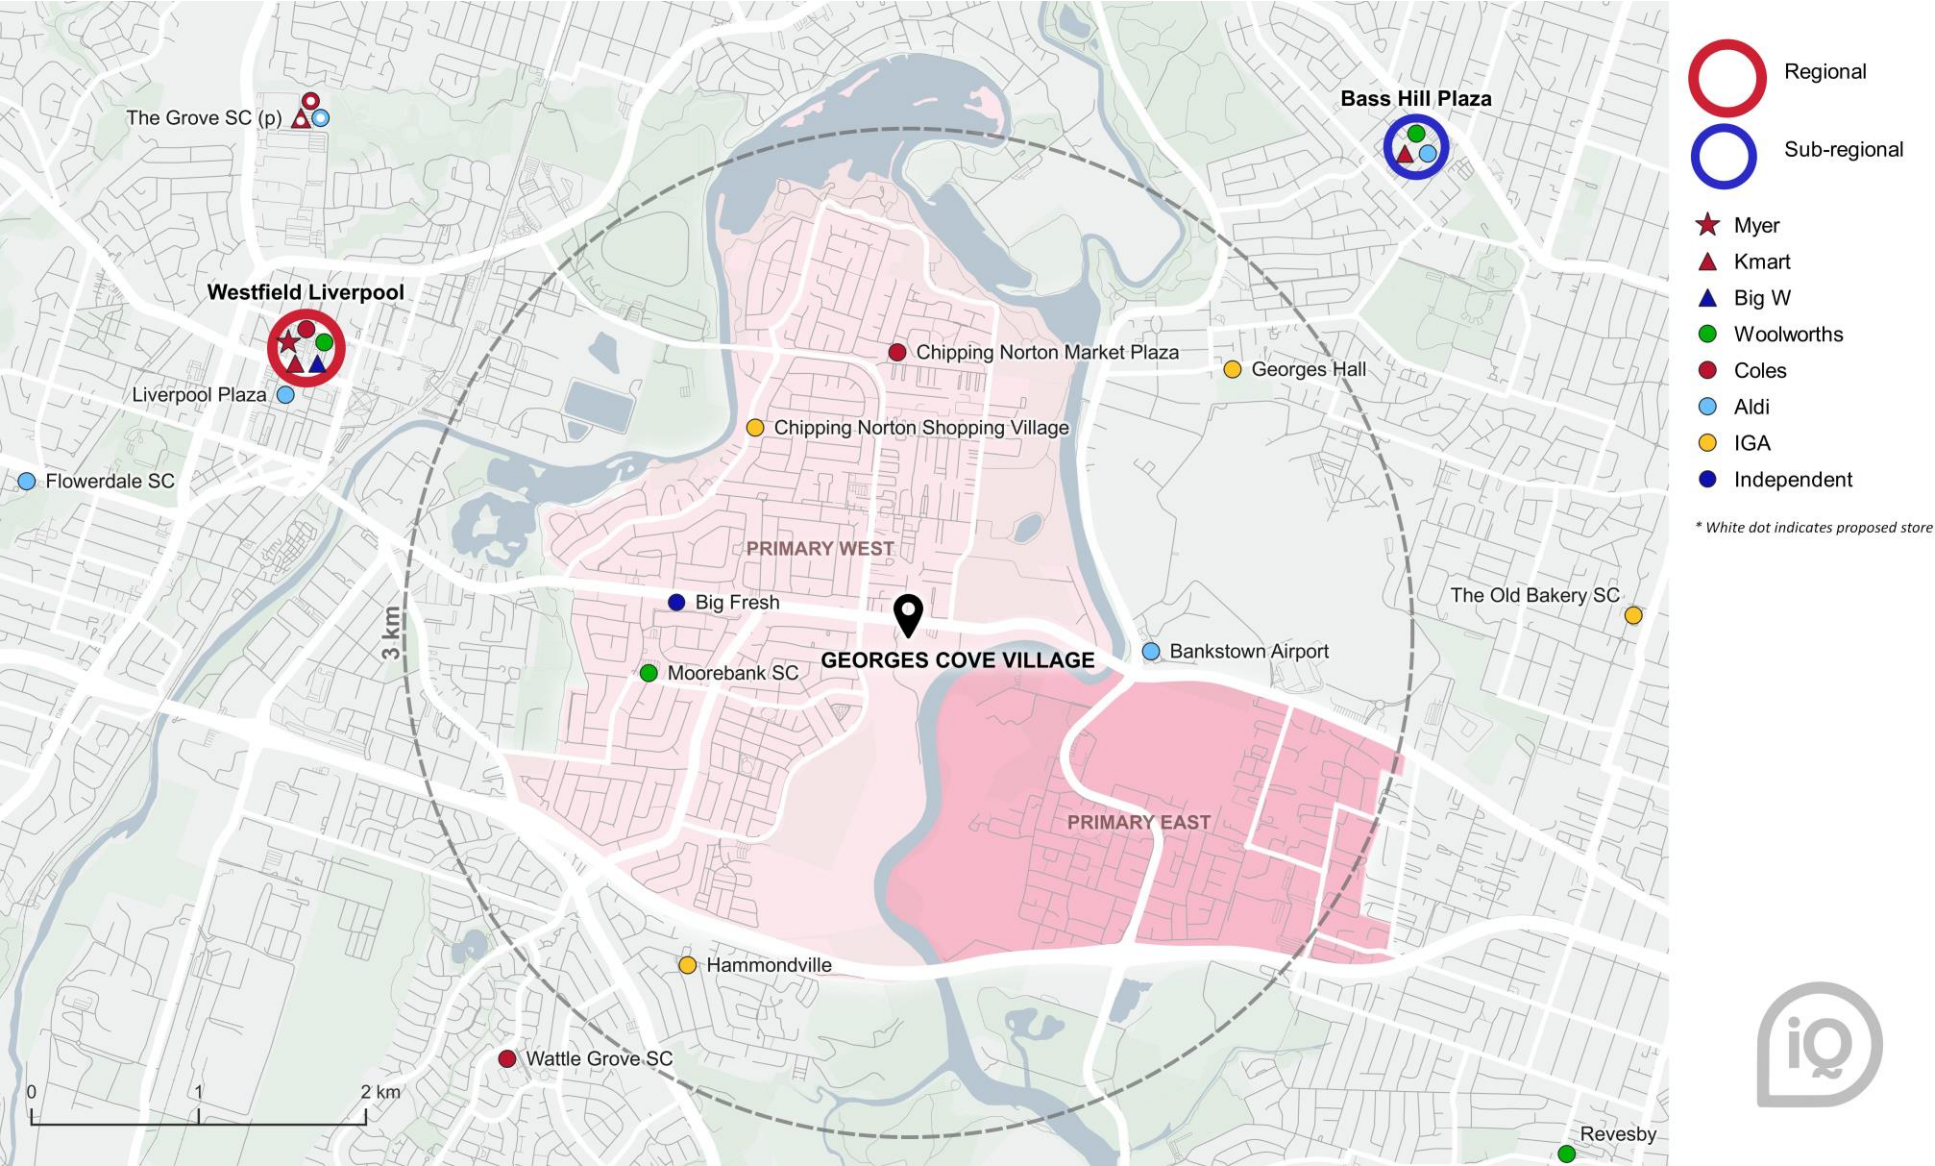 The Grove SC (p)
Bass Hill Plaza
Westfield Liverpool
Liverpool Plaza
Flowerdale SC
Chipping Norton Market Plaza
Georges Hall
Chipping Norton Shopping Village
PRIMARY WEST
3 km
Big Fresh
The Old Bakery SC
GEORGES COVE VILLAGE
Bankstown Airport
Moorebank SC
PRIMARY EAST
Hammondville
Wattle Grove SC
Revesby
0 1 2 km
Regional
Sub-regional
Myer
Kmart
Big W
Woolworths
Coles
Aldi
IGA
Independent
* White dot indicates proposed store
iQ